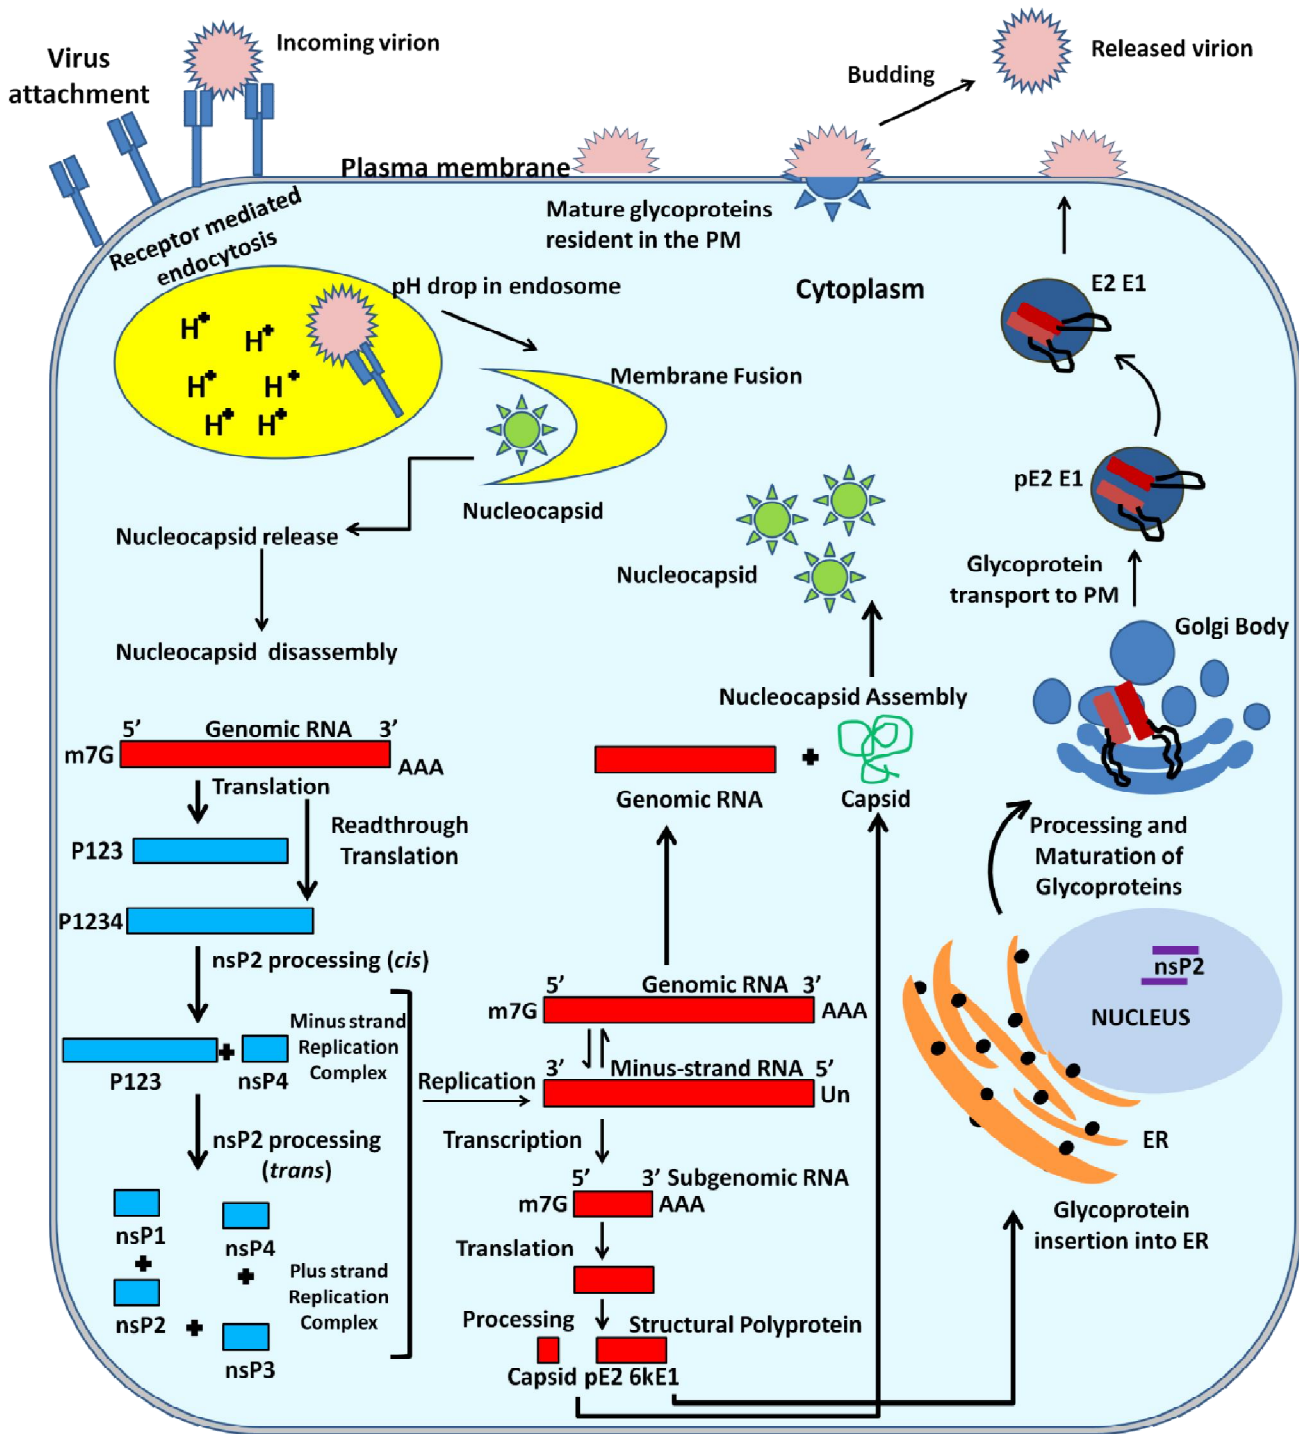 Virus
attachment
Incoming virion
Budding
Released virion
Plasma membrane
Receptor mediated
endocytosis
Mature glycoproteins
resident in the PM
Cytoplasm
E2 E1
pH drop in endosome
H+
H+
H+
H+
H+
H+
Membrane Fusion
Nucleocapsid
pE2 E1
Nucleocapsid release
Nucleocapsid
Glycoprotein
transport to PM
Golgi Body
Nucleocapsid disassembly
Nucleocapsid Assembly
5’ Genomic RNA 3’
m7G
AAA
+
Genomic RNA
Capsid
Translation
Readthrough
Translation
P123
P1234
Processing and
Maturation of
Glycoproteins
nsP2 processing (cis)
nsP2
NUCLEUS
P123
+
nsP4
Minus strand
Replication
Complex
5’ Genomic RNA 3’
m7G
AAA
Replication
3’ Minus-strand RNA 5’
Un
Transcription
nsP2 processing
(trans)
5’ 3’ Subgenomic RNA
m7G
AAA
ER
Glycoprotein
insertion into ER
nsP1
+
nsP2
+
nsP4
+
nsP3
Plus strand
Replication
Complex
Translation
Processing
Structural Polyprotein
Capsid pE2 6kE1